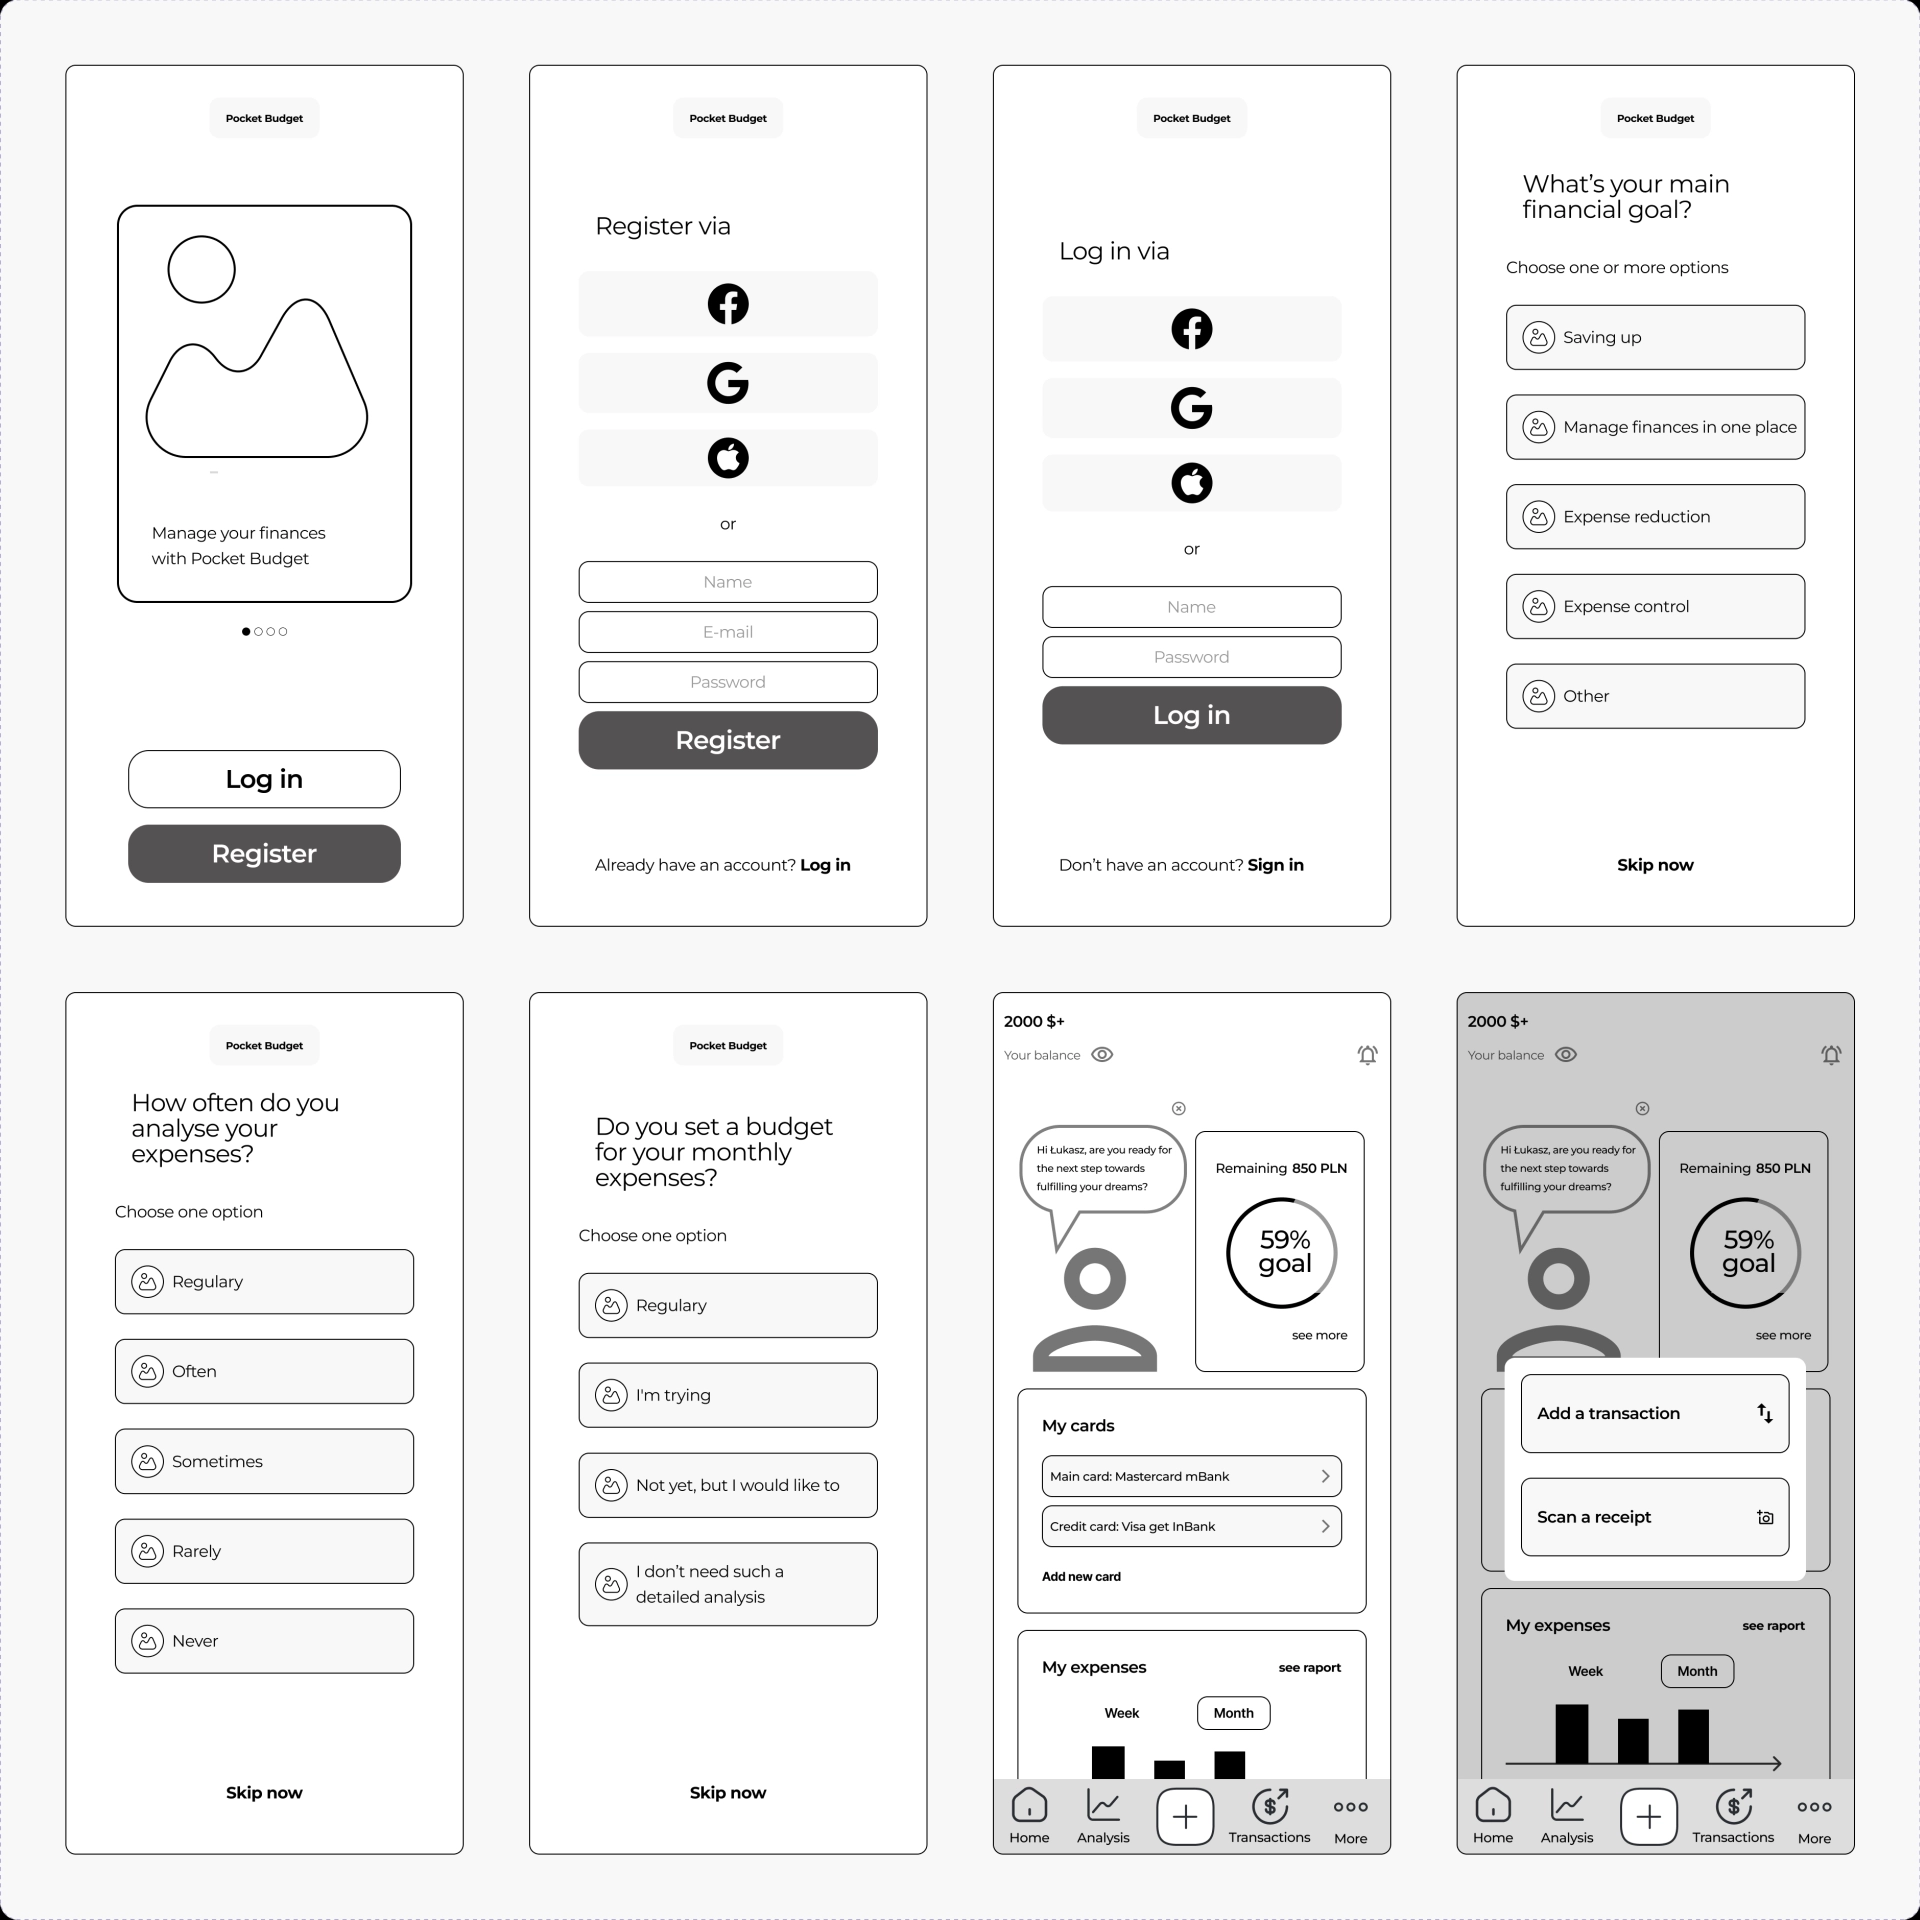 Pocket Budget
Manage your finances
with Pocket Budget
Log in
Register
Pocket Budget
Register via
or
Name
E-mail
Password
Register
Already have an account? Log in
Pocket Budget
Log in via
or
Name
Password
Log in
Don’t have an account? Sign in
Pocket Budget
What’s your main
financial goal?
Choose one or more options
Saving up
Manage finances in one place
Expense reduction
Expense control
Other
Skip now
Pocket Budget
How often do you
analyse your
expenses?
Choose one option
Regulary
Often
Sometimes
Rarely
Never
Skip now
Pocket Budget
Do you set a budget
for your monthly
expenses?
Choose one option
Regulary
I'm trying
Not yet, but I would like to
I don’t need such a
detailed analysis
Skip now
2000 $+
Your balance
Hi Łukasz, are you ready for
the next step towards
fulfilling your dreams?
Remaining 850 PLN
59%
goal
see more
My cards
Main card: Mastercard mBank
Credit card: Visa get InBank
Add new card
My expenses see raport
Week Month
Home Analysis Transactions More
2000 $+
Your balance
Hi Łukasz, are you ready for
the next step towards
fulfilling your dreams?
Remaining 850 PLN
59%
goal
see more
Add a transaction
Scan a receipt
My expenses see raport
Week Month
Home Analysis Transactions More